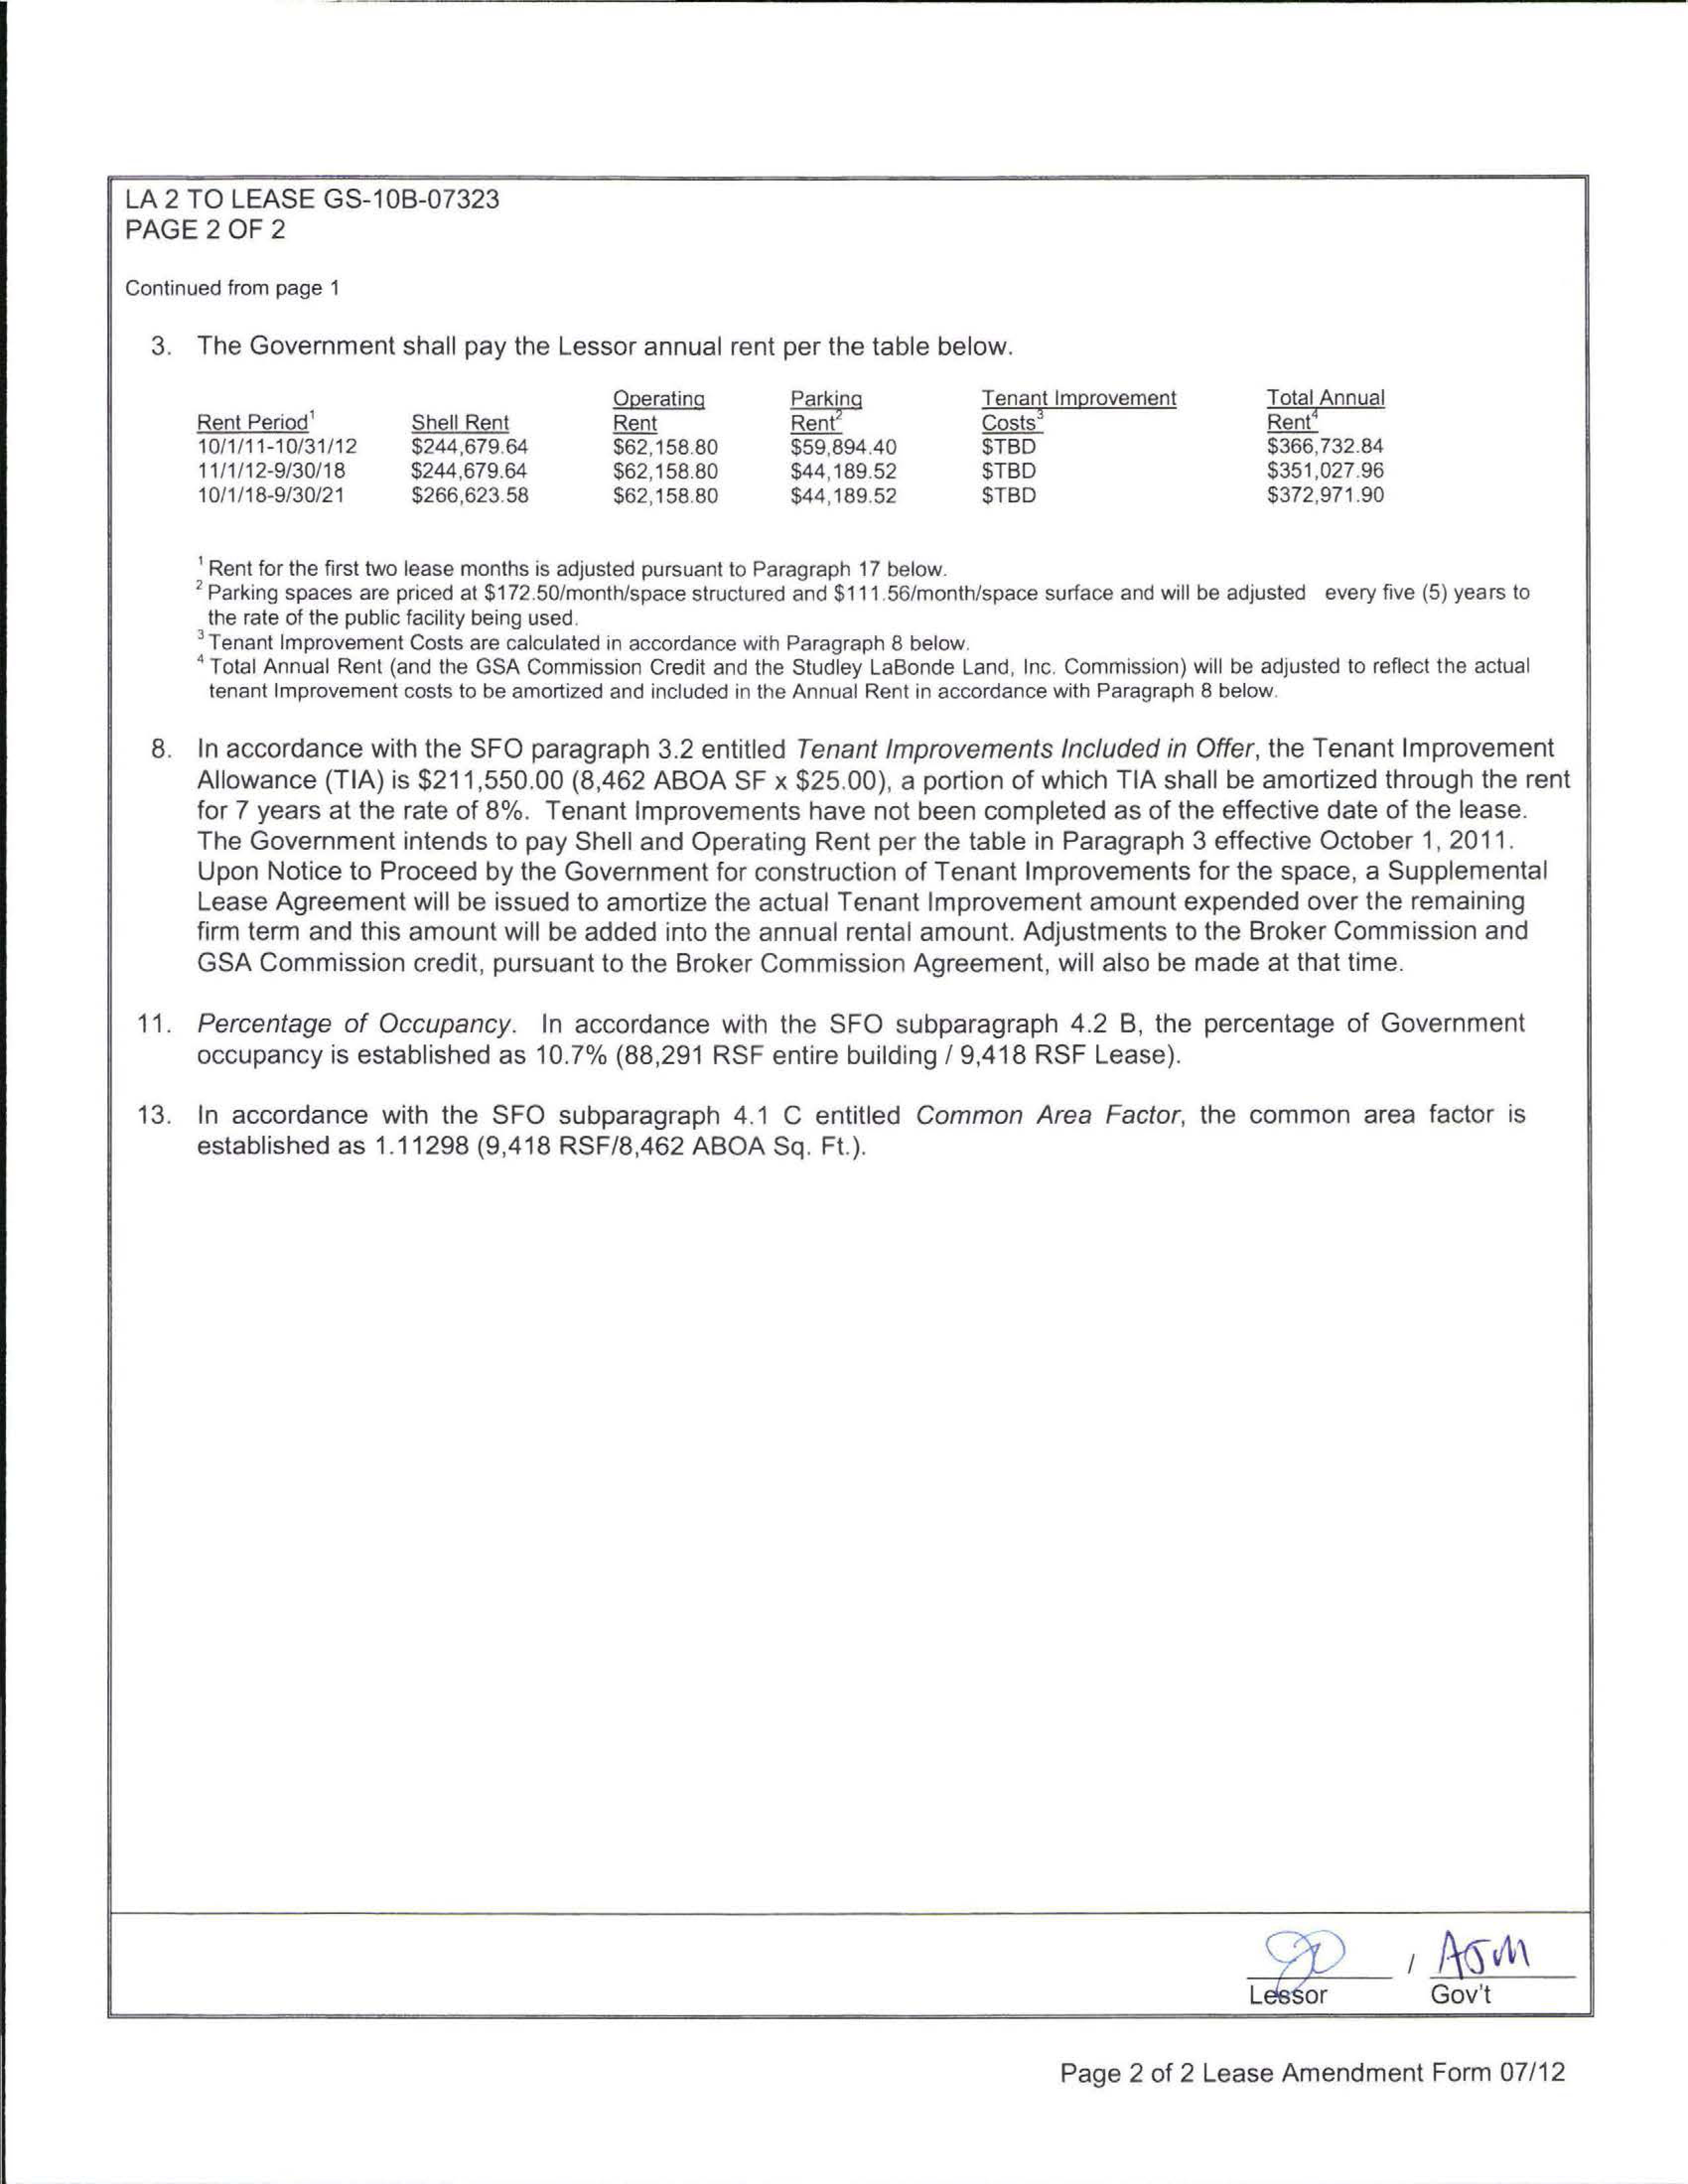 LA 2 TO LEASE GS-10B-07323
PAGE 2 OF 2
Continued from page 1
3. The Government shall pay the Lessor annual rent per the table below.
Operating Parking Tenant Improvement Total Annual
Rent Period¹ Shell Rent Rent Rent² Costs³ Rent⁴
10/1/11-10/31/12 $244,679.64 $62,158.80 $59,894.40 $TBD $366,732.84
11/1/12-9/30/18 $244,679.64 $62,158.80 $44,189.52 $TBD $351,027.96
10/1/18-9/30/21 $266,623.58 $62,158.80 $44,189.52 $TBD $372,971.90
¹ Rent for the first two lease months is adjusted pursuant to Paragraph 17 below.
² Parking spaces are priced at $172.50/month/space structured and $111.56/month/space surface and will be adjusted every five (5) years to
the rate of the public facility being used.
³ Tenant Improvement Costs are calculated in accordance with Paragraph 8 below.
⁴ Total Annual Rent (and the GSA Commission Credit and the Studley LaBonde Land, Inc. Commission) will be adjusted to reflect the actual
tenant Improvement costs to be amortized and included in the Annual Rent in accordance with Paragraph 8 below.
8. In accordance with the SFO paragraph 3.2 entitled Tenant Improvements Included in Offer, the Tenant Improvement
Allowance (TIA) is $211,550.00 (8,462 ABOA SF x $25.00), a portion of which TIA shall be amortized through the rent
for 7 years at the rate of 8%. Tenant Improvements have not been completed as of the effective date of the lease.
The Government intends to pay Shell and Operating Rent per the table in Paragraph 3 effective October 1, 2011.
Upon Notice to Proceed by the Government for construction of Tenant Improvements for the space, a Supplemental
Lease Agreement will be issued to amortize the actual Tenant Improvement amount expended over the remaining
firm term and this amount will be added into the annual rental amount. Adjustments to the Broker Commission and
GSA Commission credit, pursuant to the Broker Commission Agreement, will also be made at that time.
11. Percentage of Occupancy. In accordance with the SFO subparagraph 4.2 B, the percentage of Government
occupancy is established as 10.7% (88,291 RSF entire building / 9,418 RSF Lease).
13. In accordance with the SFO subparagraph 4.1 C entitled Common Area Factor, the common area factor is
established as 1.11298 (9,418 RSF/8,462 ABOA Sq. Ft.).
/ AJM
Lessor Gov't
Page 2 of 2 Lease Amendment Form 07/12